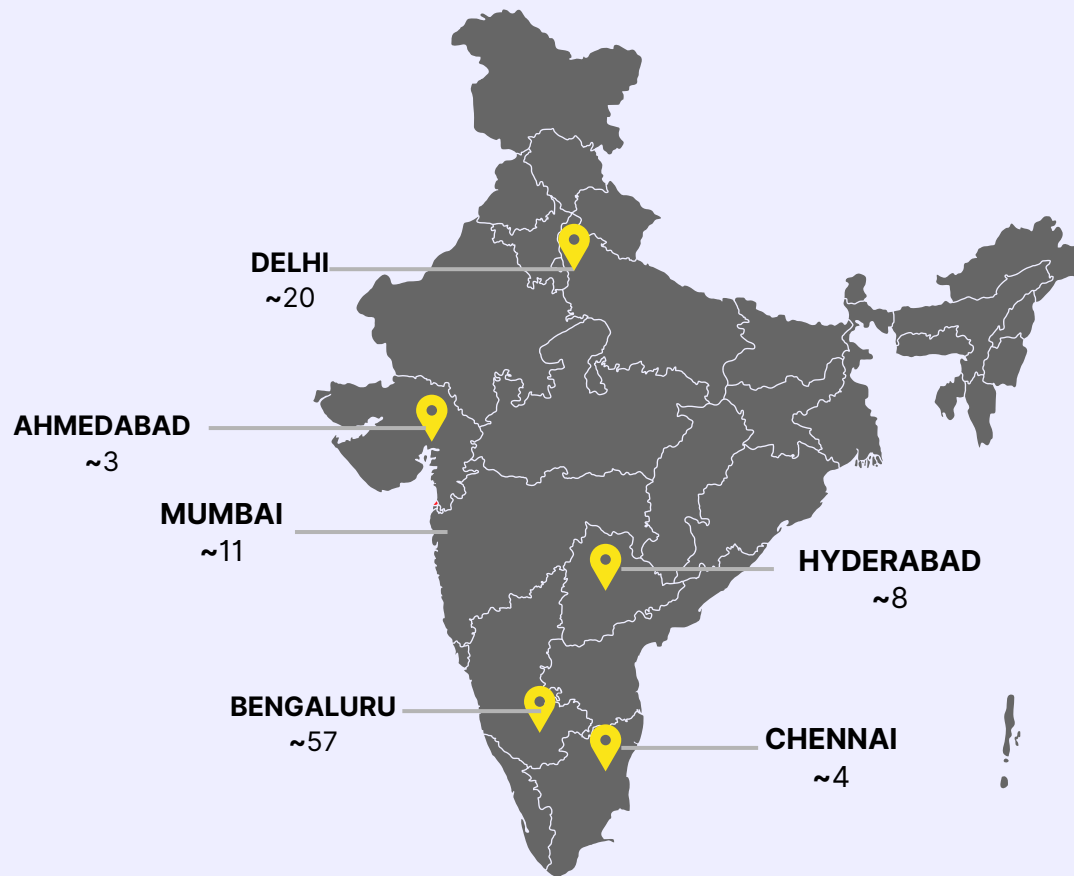 DELHI
~20
AHMEDABAD
~3
MUMBAI
~11
HYDERABAD
~8
BENGALURU
~57
CHENNAI
~4